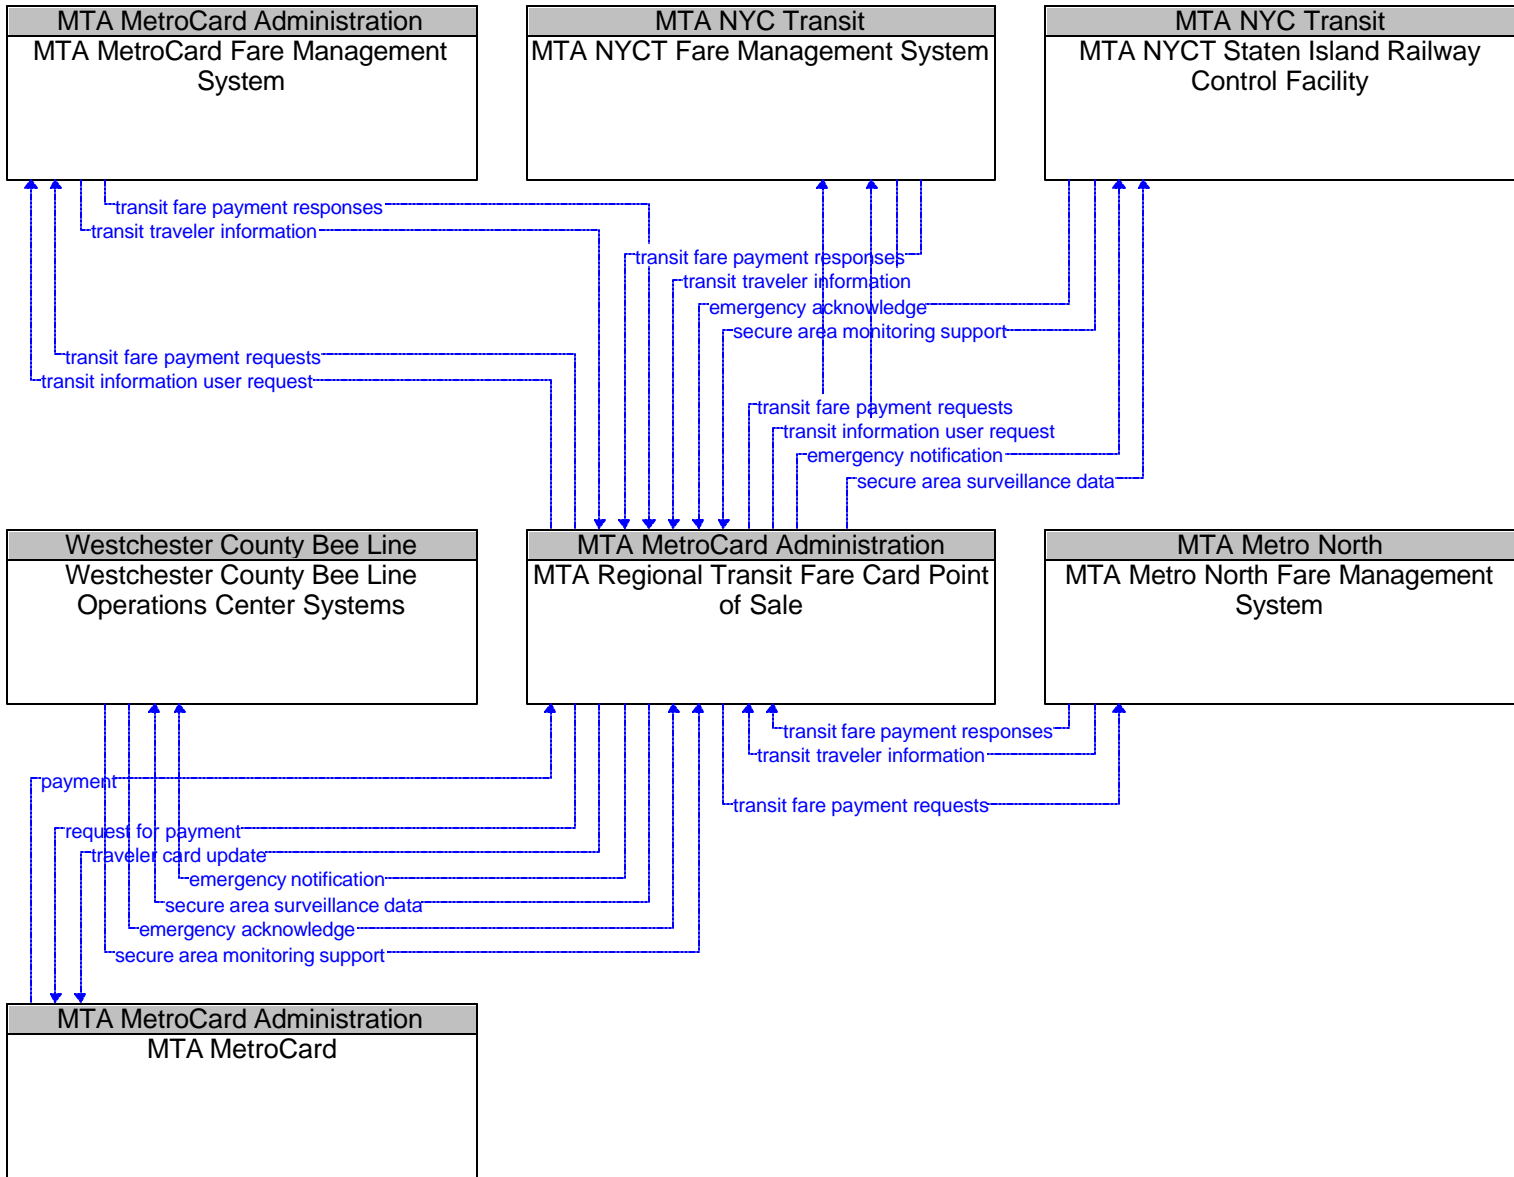 MTA MetroCard Administration
MTA MetroCard Fare Management
System
MTA NYC Transit
MTA NYCT Fare Management System
MTA NYC Transit
MTA NYCT Staten Island Railway
Control Facility
transit fare payment responses
transit traveler information
transit fare payment responses
transit traveler information
emergency acknowledge
secure area monitoring support
transit fare payment requests
transit information user request
transit fare payment requests
transit information user request
emergency notification
secure area surveillance data
Westchester County Bee Line
Westchester County Bee Line
Operations Center Systems
MTA MetroCard Administration
MTA Regional Transit Fare Card Point
of Sale
MTA Metro North
MTA Metro North Fare Management
System
transit fare payment responses
transit traveler information
payment
transit fare payment requests
request for payment
traveler card update
emergency notification
secure area surveillance data
emergency acknowledge
secure area monitoring support
MTA MetroCard Administration
MTA MetroCard